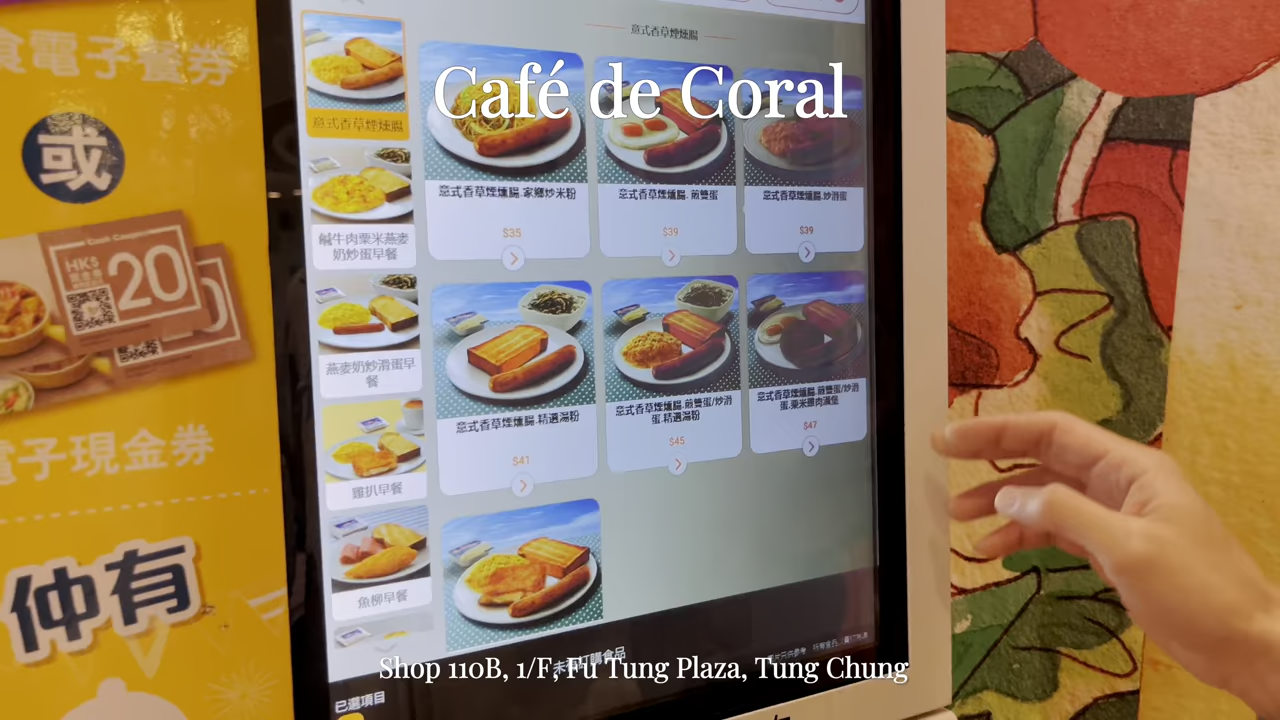 食電子餐券
或
Cash Coupon
HK$
20
電子現金券
仲有
意式香草煙燻腸
鹹牛肉粟米燕麥
奶炒蛋早餐
燕麥奶炒滑蛋早
餐
雞扒早餐
魚柳早餐
已選項目
意式香草煙燻腸
Café de Coral
意式香草煙燻腸.家鄉炒米粉
$35
意式香草煙燻腸. 煎雙蛋
$39
意式香草煙燻腸.炒滑蛋
$39
意式香草煙燻腸.精選湯粉
$41
意式香草煙燻腸.煎雙蛋/炒滑
蛋.精選湯粉
$45
意式香草煙燻腸.煎雙蛋/炒滑
蛋.粟米雞肉濃湯
$47
Shop 110B, 1/F, Fu Tung Plaza, Tung Chung